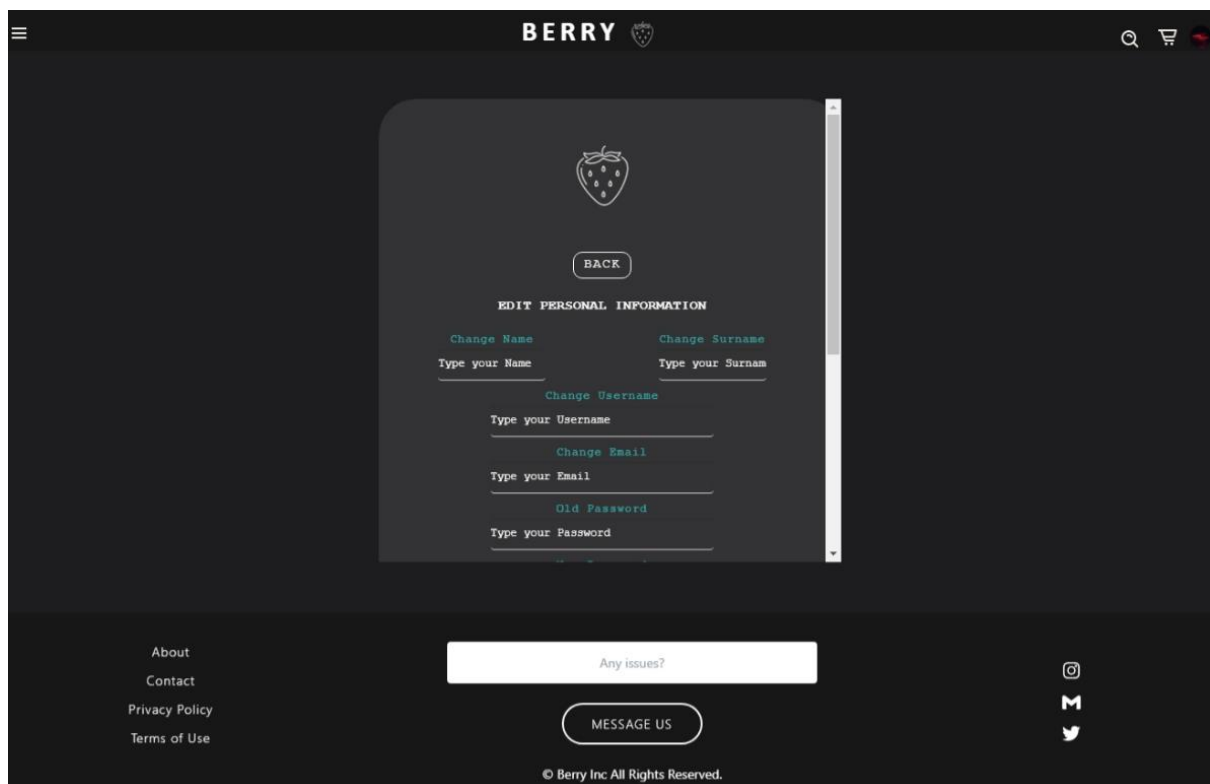 BERRY
BACK
EDIT PERSONAL INFORMATION
Change Name Change Surname
Type your Name Type your Surnam
Change Username
Type your Username
Change Email
Type your Email
Old Password
Type your Password
About
Contact
Privacy Policy
Terms of Use
Any issues?
MESSAGE US
© Berry Inc All Rights Reserved.